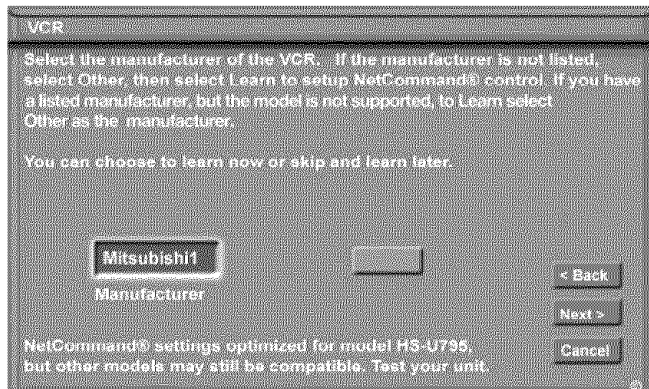 VCR
Select the manufacturer of the VCR. If the manufacturer is not listed,
select Other, then select Learn to setup NetCommand® control. If you have
a listed manufacturer, but the model is not supported, to Learn select
Other as the manufacturer.
You can choose to learn now or skip and learn later.
Mitsubishi1
Manufacturer
< Back
Next >
Cancel
NetCommand® settings optimized for model HS-U795,
but other models may still be compatible. Test your unit.